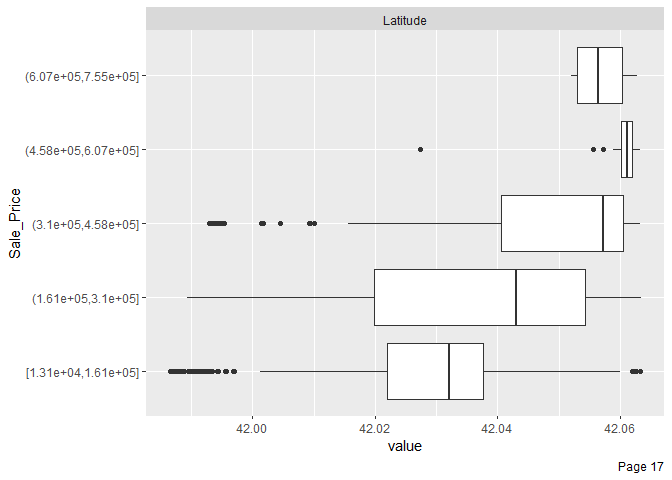 Latitude
(6.07e+05,7.55e+05]
(4.58e+05,6.07e+05]
(3.1e+05,4.58e+05]
(1.61e+05,3.1e+05]
[1.31e+04,1.61e+05]
Sale_Price
42.00 42.02 42.04 42.06
value
Page 17